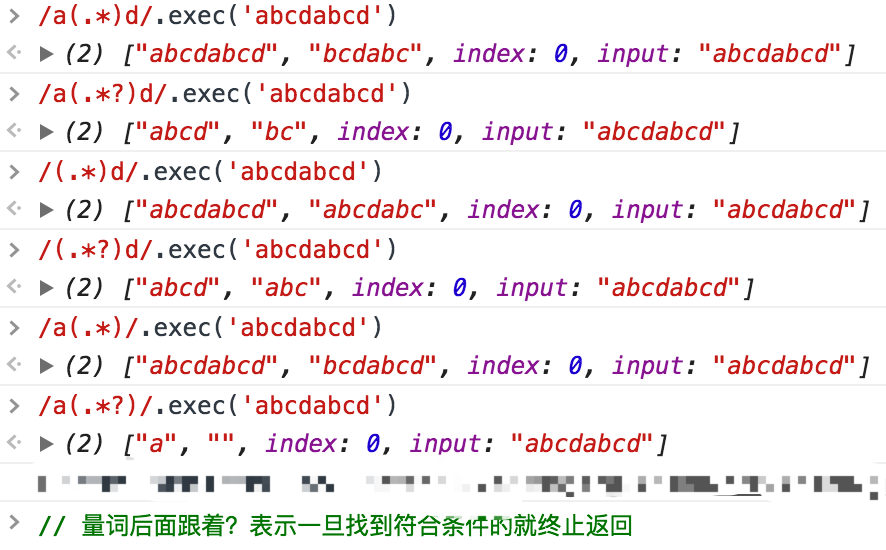 > /a(.*)d/.exec('abcdabcd')
<· ▶ (2) ["abcdabcd", "bcdabc", index: 0, input: "abcdabcd"]
> /a(.*?)d/.exec('abcdabcd')
<· ▶ (2) ["abcd", "bc", index: 0, input: "abcdabcd"]
> /(.*)d/.exec('abcdabcd')
<· ▶ (2) ["abcdabcd", "abcdabc", index: 0, input: "abcdabcd"]
> /(.*?)d/.exec('abcdabcd')
<· ▶ (2) ["abcd", "abc", index: 0, input: "abcdabcd"]
> /a(.*)/.exec('abcdabcd')
<· ▶ (2) ["abcdabcd", "bcdabcd", index: 0, input: "abcdabcd"]
> /a(.*?)/.exec('abcdabcd')
<· ▶ (2) ["a", "", index: 0, input: "abcdabcd"]
> // 量词后面跟着? 表示一旦找到符合条件的就终止返回